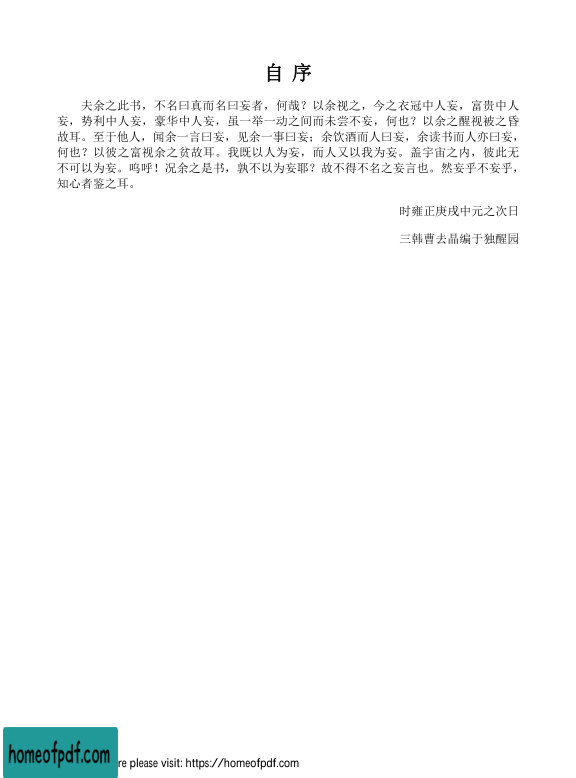 自 序
夫余之此书，不名曰真而名曰妄者，何哉？以余视之，今之衣冠中人妄，富贵中人
妄，势利中人妄，豪华中人妄，虽一举一动之间而未尝不妄，何也？以余之醒视被之昏
故耳。至于他人，闻余一言曰妄，见余一事曰妄；余饮酒而人曰妄，余读书而人亦曰妄，
何也？以彼之富视余之贫故耳。我既以人为妄，而人又以我为妄。盖宇宙之内，彼此无
不可以为妄。呜呼！况余之是书，孰不以为妄耶？故不得不名之妄言也。然妄乎不妄乎，
知心者鉴之耳。
时雍正庚戌中元之次日
三韩曹去晶编于独醒园
homeofpdf.com
re please visit: https://homeofpdf.com